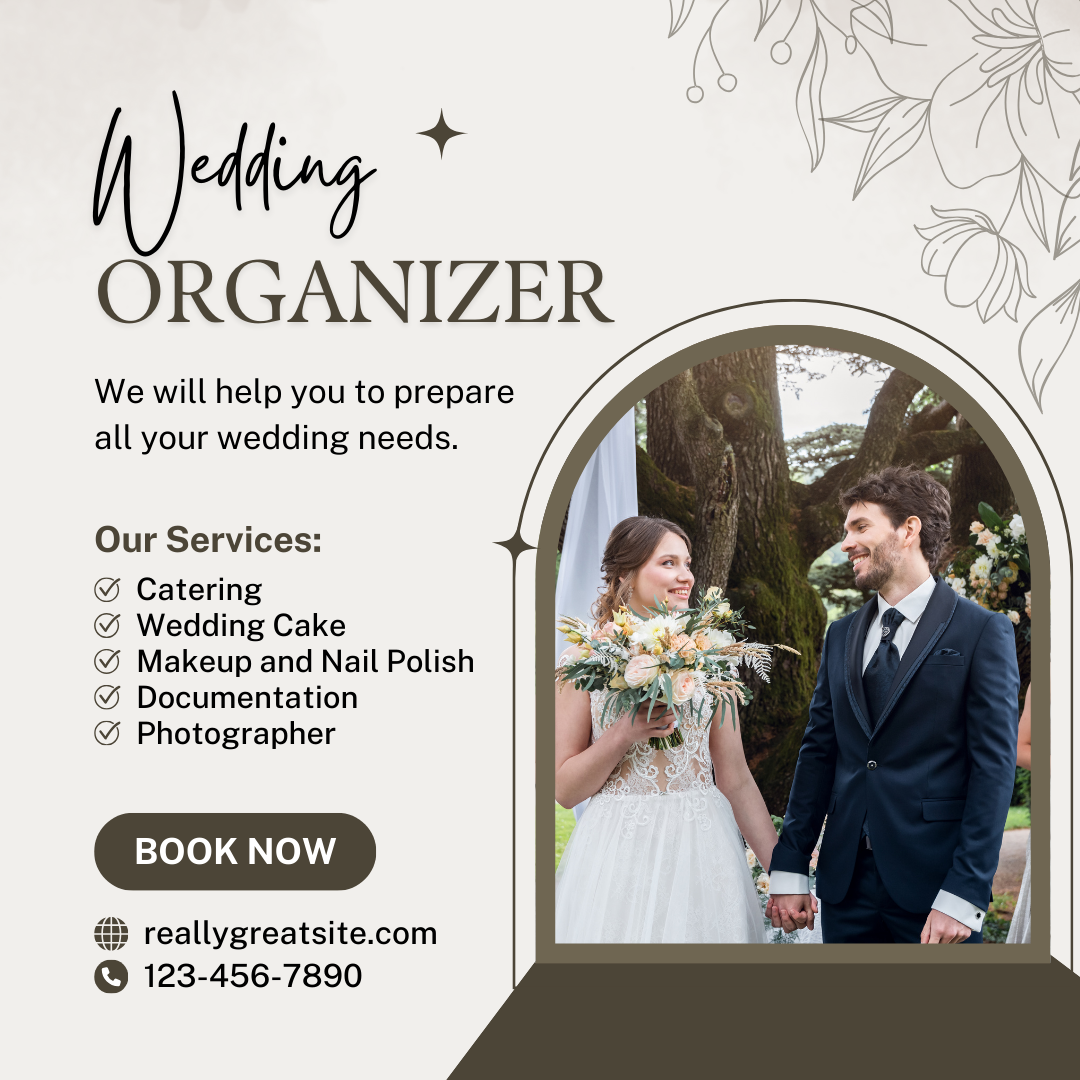 Wedding
ORGANIZER
We will help you to prepare
all your wedding needs.
Our Services:
Catering
Wedding Cake
Makeup and Nail Polish
Documentation
Photographer
BOOK NOW
reallygreatsite.com
123-456-7890